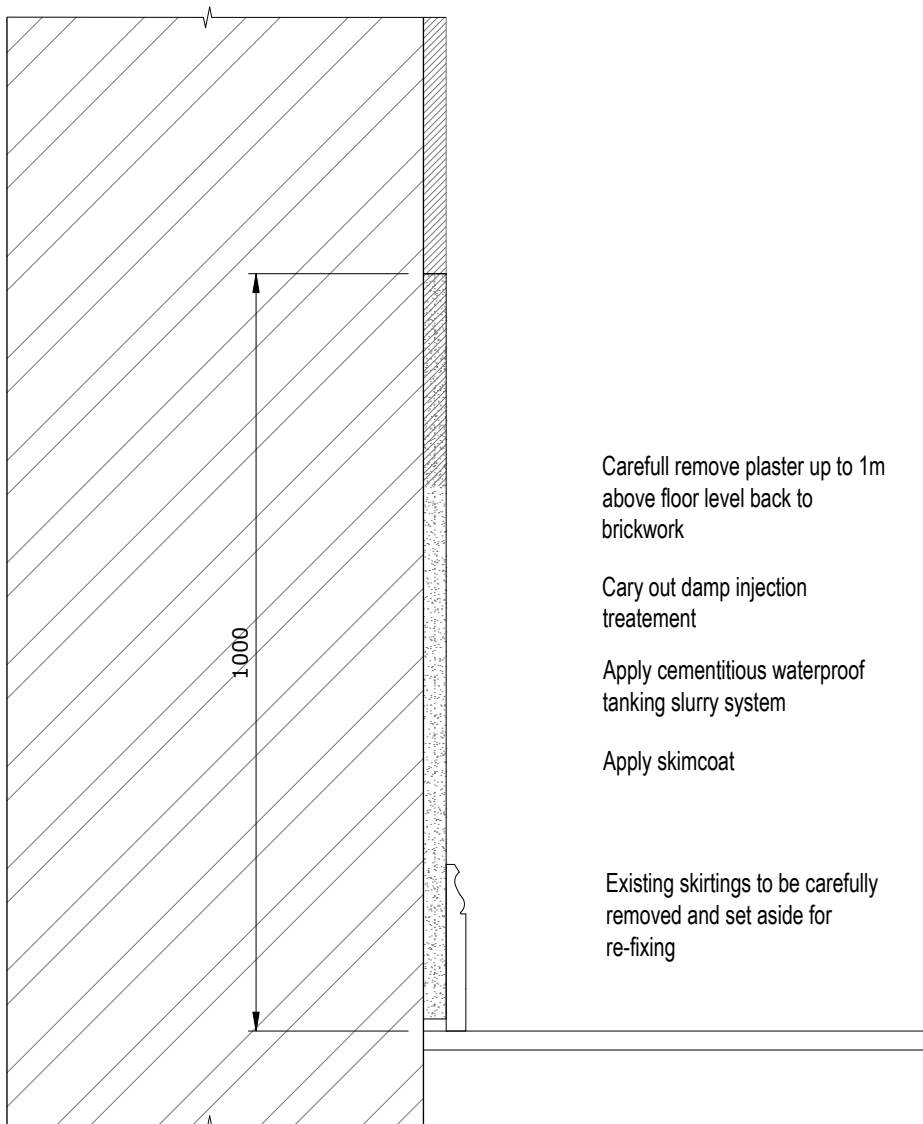 Carefull remove plaster up to 1m
above floor level back to
brickwork
Cary out damp injection
treatement
1000
Apply cementitious waterproof
tanking slurry system
Apply skimcoat
Existing skirtings to be carefully
removed and set aside for
re-fixing